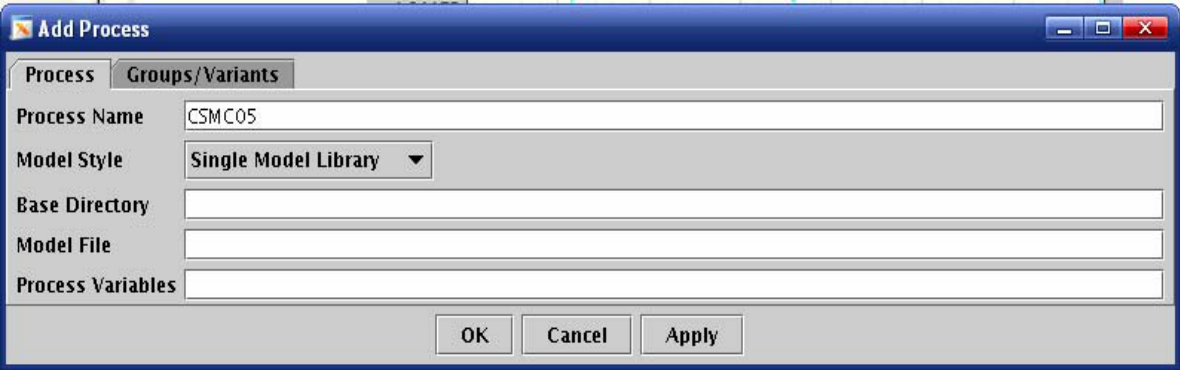 Add Process
Process Groups/Variants
Process Name CSMC05
Model Style Single Model Library
Base Directory
Model File
Process Variables
OK Cancel Apply